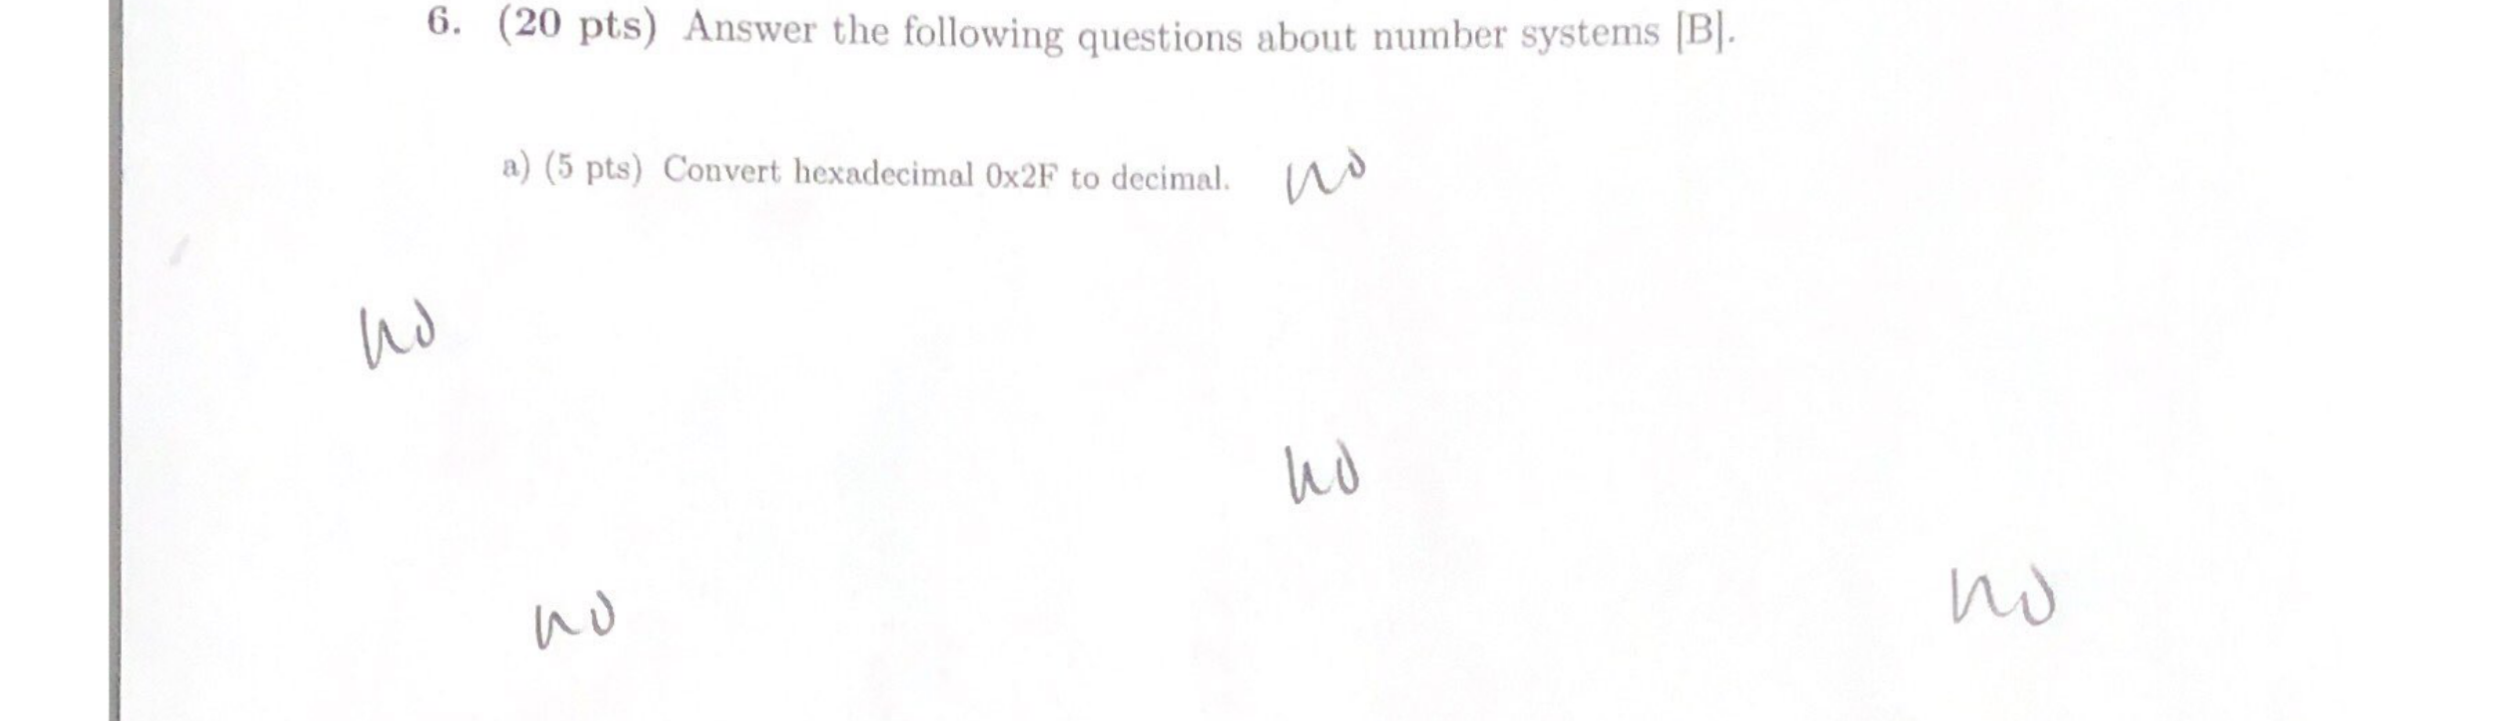 6. (20 pts) Answer the following questions about number systems [B].
a) (5 pts) Convert hexadecimal 0x2F to decimal. no
no
no
no
no